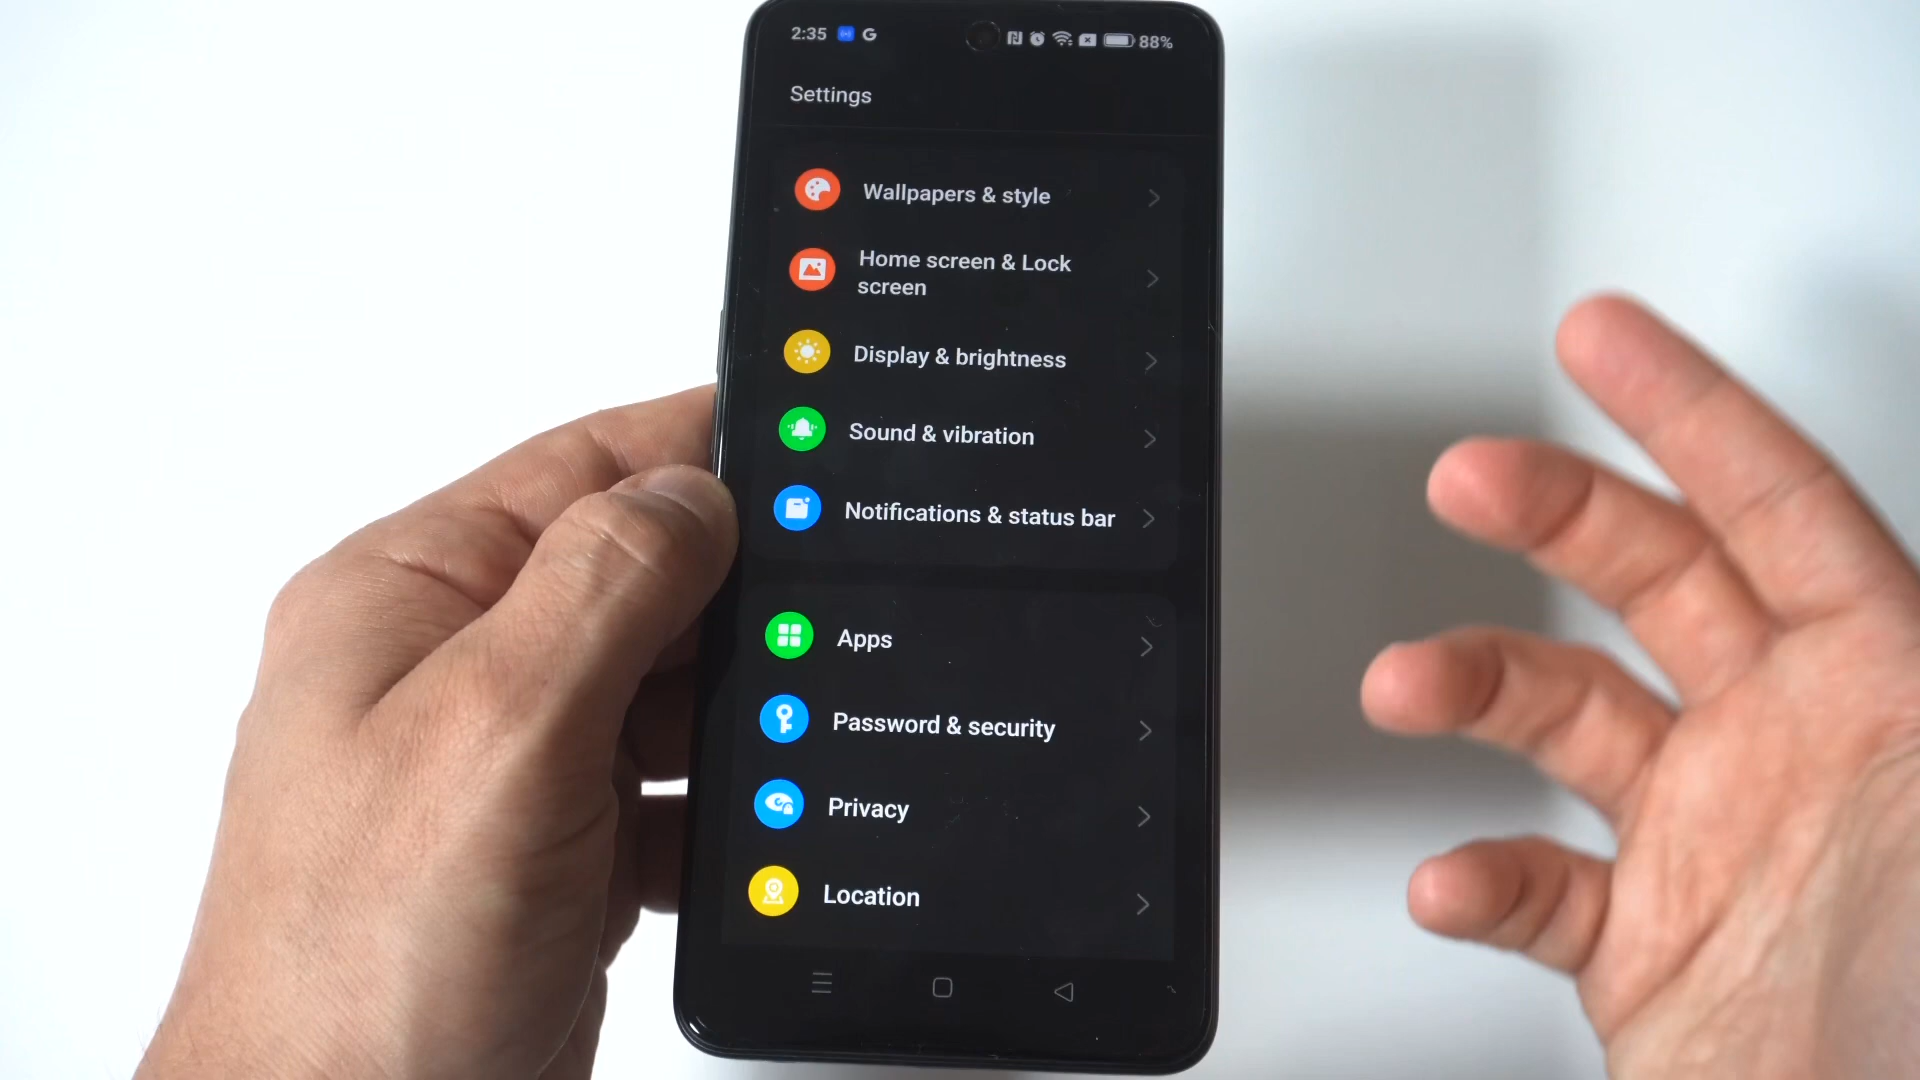 2:35 G 88%
Settings
Wallpapers & style
Home screen & Lock
screen
Display & brightness
Sound & vibration
Notifications & status bar
Apps
Password & security
Privacy
Location